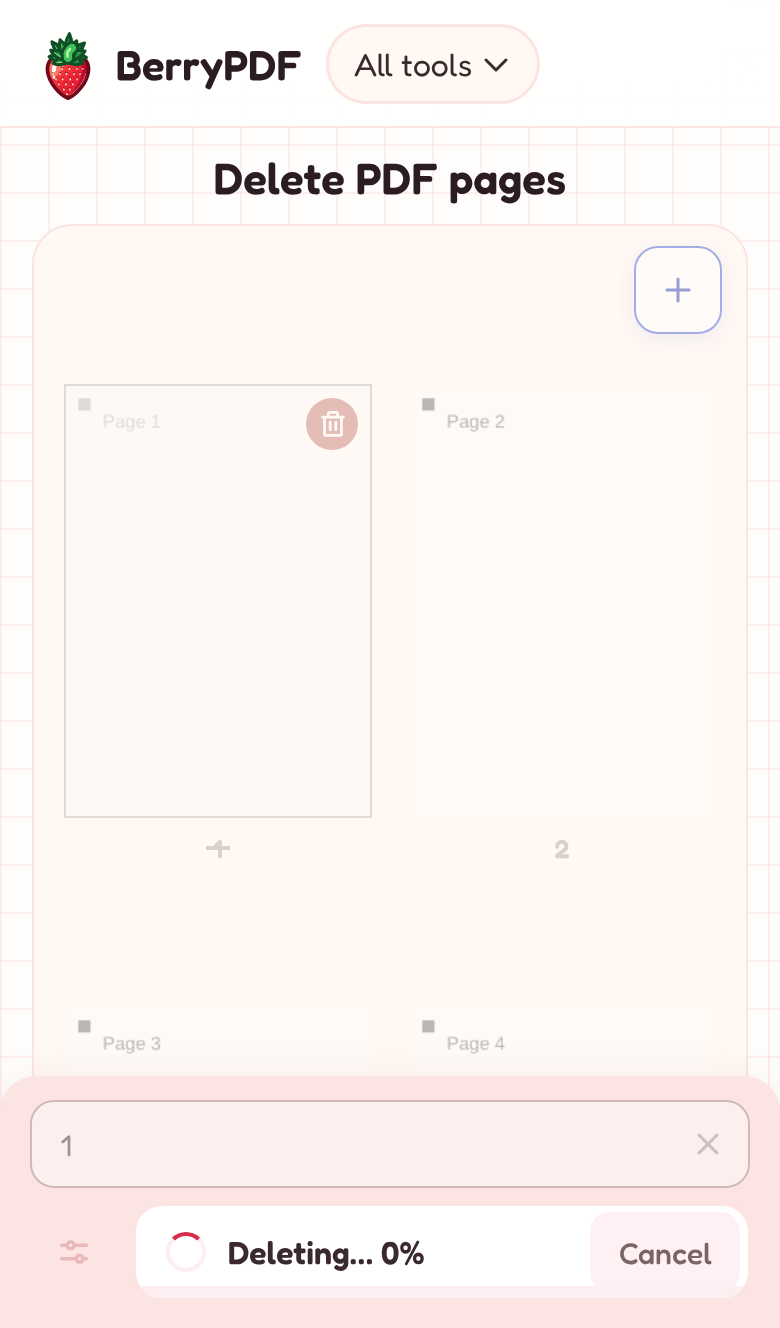 BerryPDF
All tools
Delete PDF pages
Page 1
Page 2
1
2
Page 3
Page 4
1
Deleting... 0%
Cancel